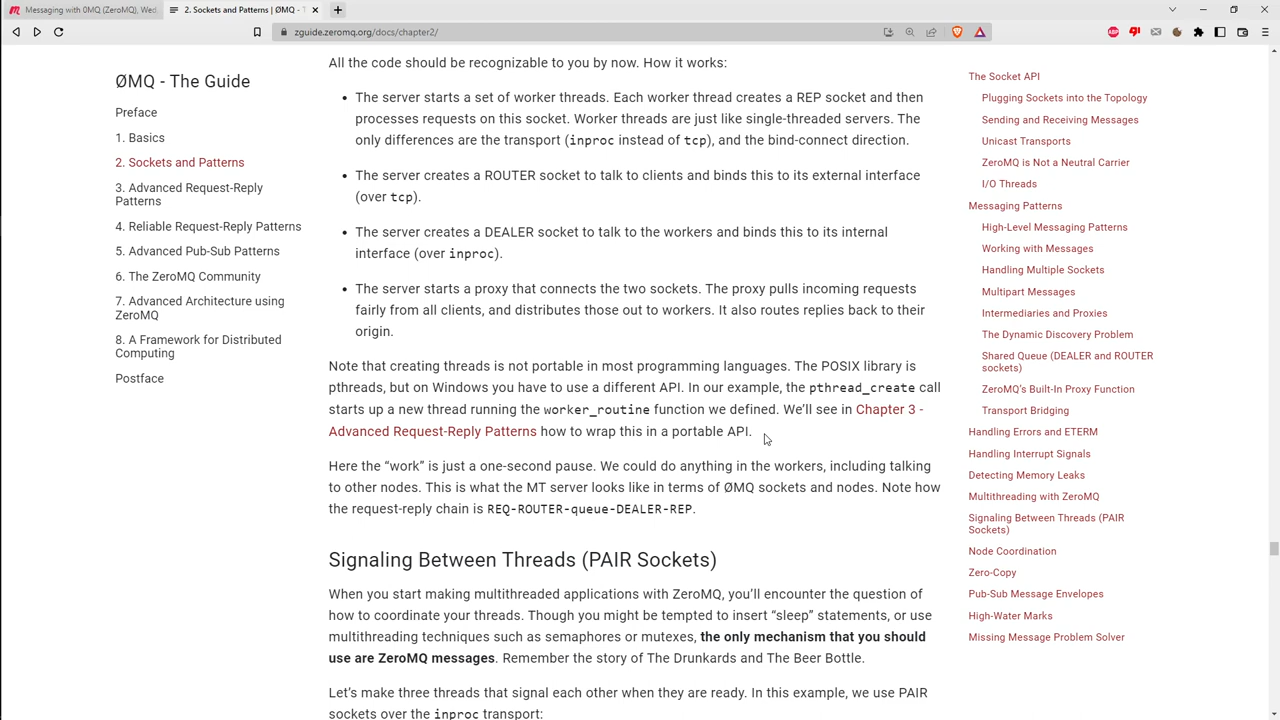 Messaging with 0MQ (ZeroMQ), Wed,
2. Sockets and Patterns | ØMQ - T
zguide.zeromq.org/docs/chapter2/
ØMQ - The Guide
Preface
1. Basics
2. Sockets and Patterns
3. Advanced Request-Reply
Patterns
4. Reliable Request-Reply Patterns
5. Advanced Pub-Sub Patterns
6. The ZeroMQ Community
7. Advanced Architecture using
ZeroMQ
8. A Framework for Distributed
Computing
Postface
All the code should be recognizable to you by now. How it works:
• The server starts a set of worker threads. Each worker thread creates a REP socket and then
processes requests on this socket. Worker threads are just like single-threaded servers. The
only differences are the transport (inproc instead of tcp), and the bind-connect direction.
• The server creates a ROUTER socket to talk to clients and binds this to its external interface
(over tcp).
• The server creates a DEALER socket to talk to the workers and binds this to its internal
interface (over inproc).
• The server starts a proxy that connects the two sockets. The proxy pulls incoming requests
fairly from all clients, and distributes those out to workers. It also routes replies back to their
origin.
Note that creating threads is not portable in most programming languages. The POSIX library is
pthreads, but on Windows you have to use a different API. In our example, the pthread_create call
starts up a new thread running the worker_routine function we defined. We’ll see in Chapter 3 -
Advanced Request-Reply Patterns how to wrap this in a portable API.
Here the “work” is just a one-second pause. We could do anything in the workers, including talking
to other nodes. This is what the MT server looks like in terms of ØMQ sockets and nodes. Note how
the request-reply chain is REQ-ROUTER-queue-DEALER-REP.
Signaling Between Threads (PAIR Sockets)
When you start making multithreaded applications with ZeroMQ, you’ll encounter the question of
how to coordinate your threads. Though you might be tempted to insert “sleep” statements, or use
multithreading techniques such as semaphores or mutexes, the only mechanism that you should
use are ZeroMQ messages. Remember the story of The Drunkards and The Beer Bottle.
Let’s make three threads that signal each other when they are ready. In this example, we use PAIR
sockets over the inproc transport:
The Socket API
Plugging Sockets into the Topology
Sending and Receiving Messages
Unicast Transports
ZeroMQ is Not a Neutral Carrier
I/O Threads
Messaging Patterns
High-Level Messaging Patterns
Working with Messages
Handling Multiple Sockets
Multipart Messages
Intermediaries and Proxies
The Dynamic Discovery Problem
Shared Queue (DEALER and ROUTER
sockets)
ZeroMQ’s Built-In Proxy Function
Transport Bridging
Handling Errors and ETERM
Handling Interrupt Signals
Detecting Memory Leaks
Multithreading with ZeroMQ
Signaling Between Threads (PAIR
Sockets)
Node Coordination
Zero-Copy
Pub-Sub Message Envelopes
High-Water Marks
Missing Message Problem Solver